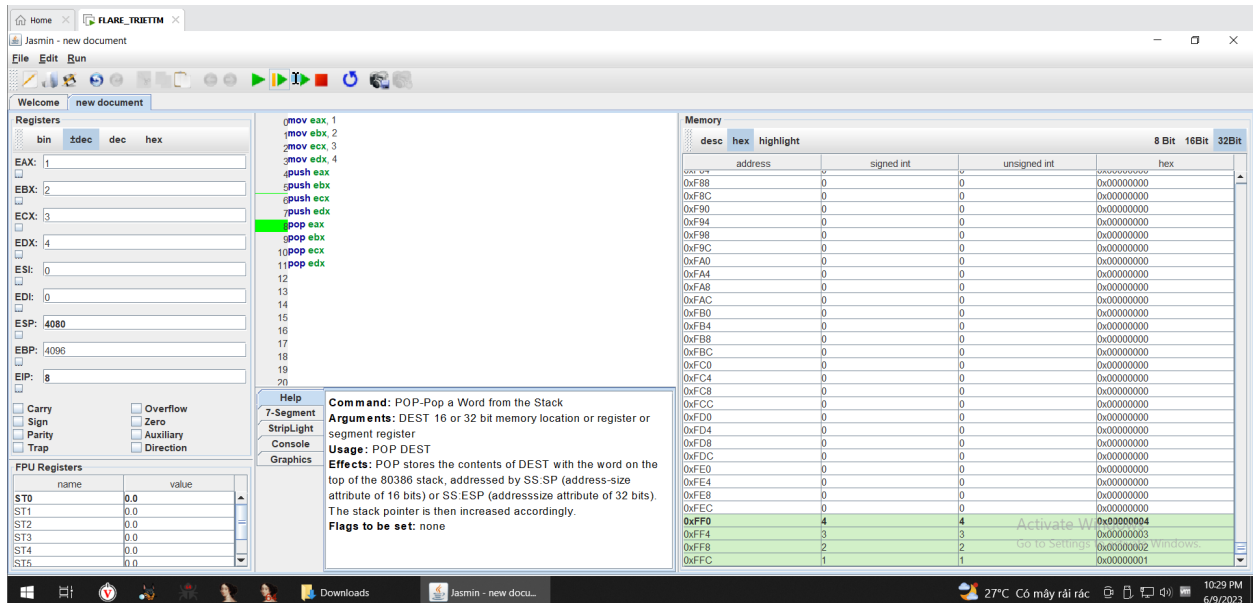 Home
FLARE_TRIETTM
Jasmin - new document
File Edit Run
Welcome
new document
Registers
bin ±dec dec hex
EAX: 1
EBX: 2
ECX: 3
EDX: 4
ESI: 0
EDI: 0
ESP: 4080
EBP: 4096
EIP: 8
Carry Overflow
Sign Zero
Parity Auxiliary
Trap Direction
FPU Registers
name value
ST0 0.0
ST1 0.0
ST2 0.0
ST3 0.0
ST4 0.0
ST5 0.0
0 mov eax, 1
1 mov ebx, 2
2 mov ecx, 3
3 mov edx, 4
4 push eax
5 push ebx
6 push ecx
7 push edx
8 pop eax
9 pop ebx
10 pop ecx
11 pop edx
12
13
14
15
16
17
18
19
20
Help
7-Segment
StripLight
Console
Graphics
Command: POP-Pop a Word from the Stack
Arguments: DEST 16 or 32 bit memory location or register or
segment register
Usage: POP DEST
Effects: POP stores the contents of DEST with the word on the
top of the 80386 stack, addressed by SS:SP (address-size
attribute of 16 bits) or SS:ESP (addresssize attribute of 32 bits).
The stack pointer is then increased accordingly.
Flags to be set: none
Memory
desc hex highlight 8 Bit 16Bit 32Bit
address signed int unsigned int hex
0xF88 0 0 0x00000000
0xF8C 0 0 0x00000000
0xF90 0 0 0x00000000
0xF94 0 0 0x00000000
0xF98 0 0 0x00000000
0xF9C 0 0 0x00000000
0xFA0 0 0 0x00000000
0xFA4 0 0 0x00000000
0xFA8 0 0 0x00000000
0xFAC 0 0 0x00000000
0xFB0 0 0 0x00000000
0xFB4 0 0 0x00000000
0xFB8 0 0 0x00000000
0xFBC 0 0 0x00000000
0xFC0 0 0 0x00000000
0xFC4 0 0 0x00000000
0xFC8 0 0 0x00000000
0xFCC 0 0 0x00000000
0xFD0 0 0 0x00000000
0xFD4 0 0 0x00000000
0xFD8 0 0 0x00000000
0xFDC 0 0 0x00000000
0xFE0 0 0 0x00000000
0xFE4 0 0 0x00000000
0xFE8 0 0 0x00000000
0xFEC 0 0 0x00000000
0xFF0 4 4 0x00000004
0xFF4 3 3 0x00000003
0xFF8 2 2 0x00000002
0xFFC 1 1 0x00000001
Activate
Go to Settings Windows.
Downloads
Jasmin - new docu...
27°C Có mây rải rác
10:29 PM
6/9/2023